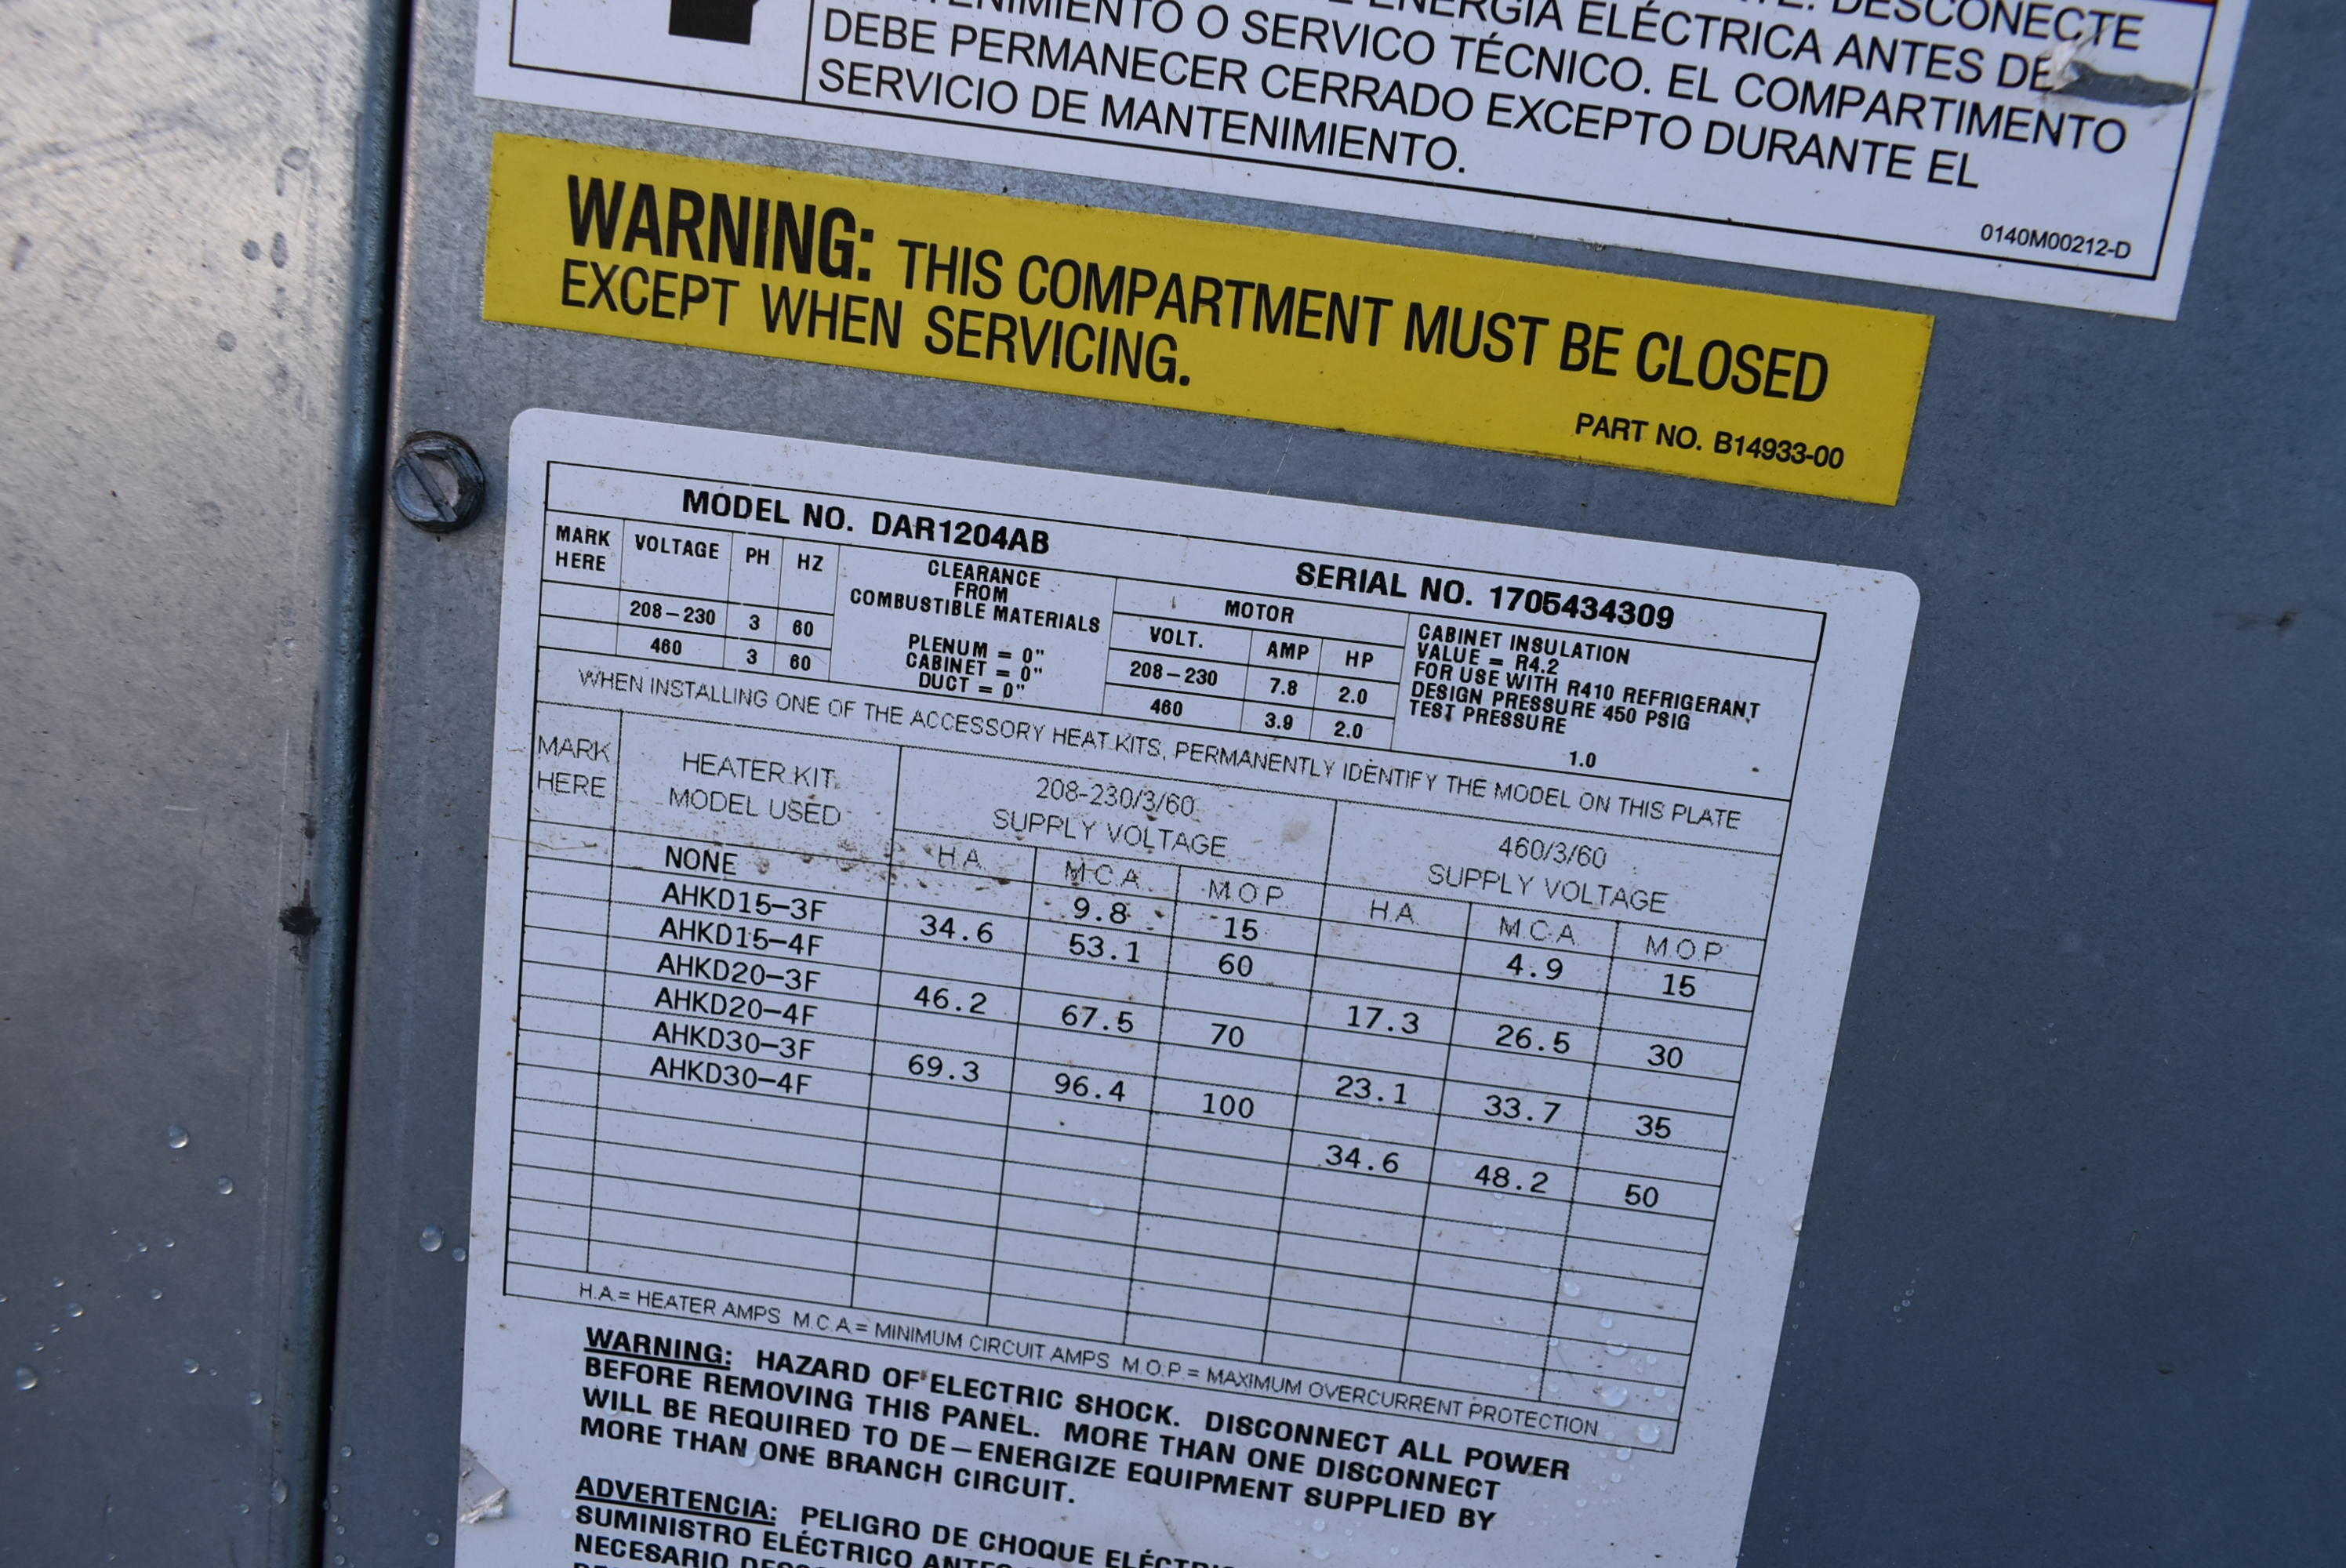 ENERGÍA ELÉCTRICA ANTES DE
DESCONECTE
MIENTO O SERVICO TÉCNICO. EL COMPARTIMENTO
DEBE PERMANECER CERRADO EXCEPTO DURANTE EL
SERVICIO DE MANTENIMIENTO.
0140M00212-D
WARNING: THIS COMPARTMENT MUST BE CLOSED
EXCEPT WHEN SERVICING.
PART NO. B14933-00
MODEL NO. DAR1204AB SERIAL NO. 1705434309
MARK HERE VOLTAGE PH HZ
208-230 3 60
460 3 60
CLEARANCE
FROM
COMBUSTIBLE MATERIALS
PLENUM = 0"
CABINET = 0"
DUCT = 0"
MOTOR
VOLT. AMP HP
208-230 7.8 2.0
460 3.9 2.0
CABINET INSULATION
VALUE = R4.2
FOR USE WITH R410 REFRIGERANT
DESIGN PRESSURE 450 PSIG
TEST PRESSURE
1.0
WHEN INSTALLING ONE OF THE ACCESSORY HEAT KITS, PERMANENTLY IDENTIFY THE MODEL ON THIS PLATE
MARK HERE HEATER KIT MODEL USED 208-230/3/60 SUPPLY VOLTAGE 460/3/60 SUPPLY VOLTAGE
H.A. M.C.A. M.O.P. H.A. M.C.A. M.O.P.
NONE 9.8 15 4.9 15
AHKD15-3F 34.6 53.1 60
AHKD15-4F 17.3 26.5 30
AHKD20-3F 46.2 67.5 70
AHKD20-4F 23.1 33.7 35
AHKD30-3F 69.3 96.4 100
AHKD30-4F 34.6 48.2 50
H.A.= HEATER AMPS M.C.A.= MINIMUM CIRCUIT AMPS M.O.P.= MAXIMUM OVERCURRENT PROTECTION
WARNING: HAZARD OF ELECTRIC SHOCK. DISCONNECT ALL POWER
BEFORE REMOVING THIS PANEL. MORE THAN ONE DISCONNECT
WILL BE REQUIRED TO DE-ENERGIZE EQUIPMENT SUPPLIED BY
MORE THAN ONE BRANCH CIRCUIT.
ADVERTENCIA: PELIGRO DE CHOQUE
SUMINISTRO ELÉCTRICO
NECESARIO